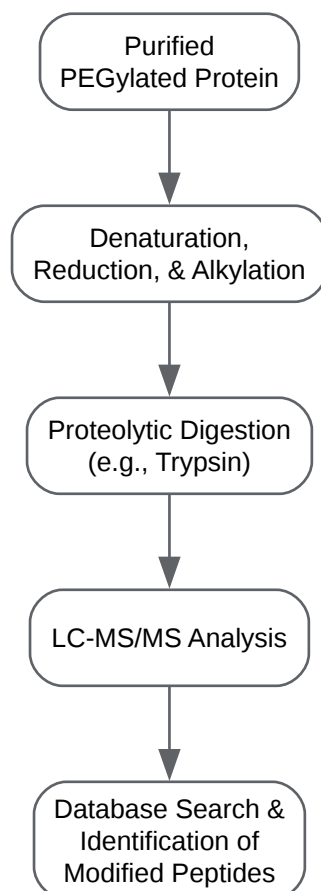 Purified
PEGylated Protein
Denaturation,
Reduction, & Alkylation
Proteolytic Digestion
(e.g., Trypsin)
LC-MS/MS Analysis
Database Search &
Identification of
Modified Peptides